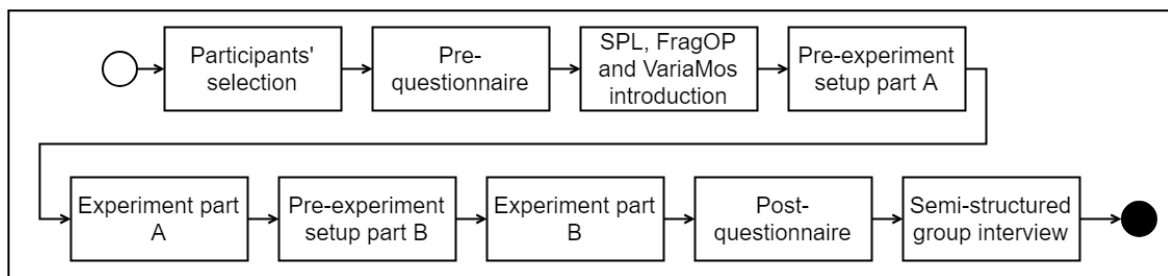 Participants'
selection
Pre-
questionnaire
SPL, FragOP
and VariaMos
introduction
Pre-experiment
setup part A
Experiment part
A
Pre-experiment
setup part B
Experiment part
B
Post-
questionnaire
Semi-structured
group interview